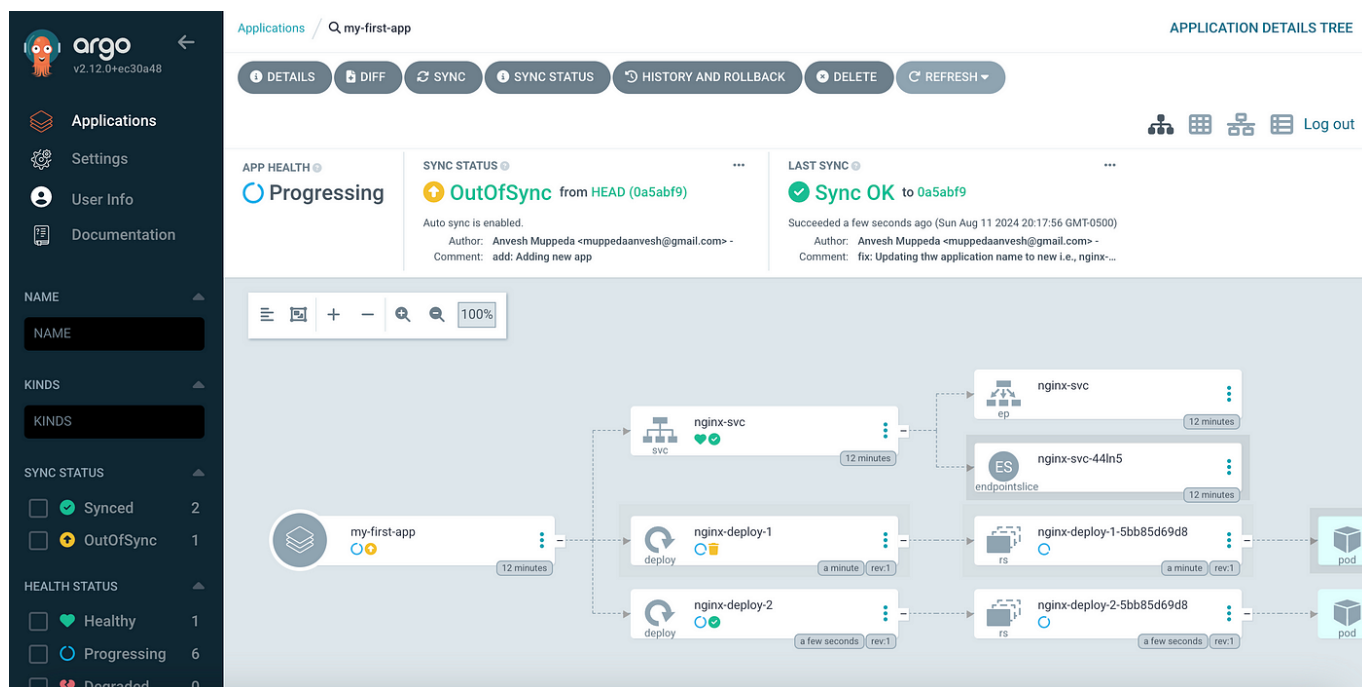 argo
v2.12.0+ec30a48
Applications
Settings
User Info
Documentation
NAME
NAME
KINDS
KINDS
SYNC STATUS
Synced 2
OutOfSync 1
HEALTH STATUS
Healthy 1
Progressing 6
Degraded 0
Applications / my-first-app
APPLICATION DETAILS TREE
DETAILS DIFF SYNC SYNC STATUS HISTORY AND ROLLBACK DELETE REFRESH
Log out
APP HEALTH
Progressing
SYNC STATUS
OutOfSync from HEAD (0a5abf9)
Auto sync is enabled.
Author: Anvesh Muppeda <muppedaanvesh@gmail.com> -
Comment: add: Adding new app
LAST SYNC
Sync OK to 0a5abf9
Succeeded a few seconds ago (Sun Aug 11 2024 20:17:56 GMT-0500)
Author: Anvesh Muppeda <muppedaanvesh@gmail.com> -
Comment: fix: Updating thw application name to new i.e., nginx-...
100%
my-first-app
12 minutes
nginx-svc
svc
12 minutes
nginx-svc
ep
12 minutes
ES
nginx-svc-44ln5
endpointslice
12 minutes
nginx-deploy-1
deploy
a minute rev:1
nginx-deploy-1-5bb85d69d8
rs
a minute rev:1
pod
nginx-deploy-2
deploy
a few seconds rev:1
nginx-deploy-2-5bb85d69d8
rs
a few seconds rev:1
pod